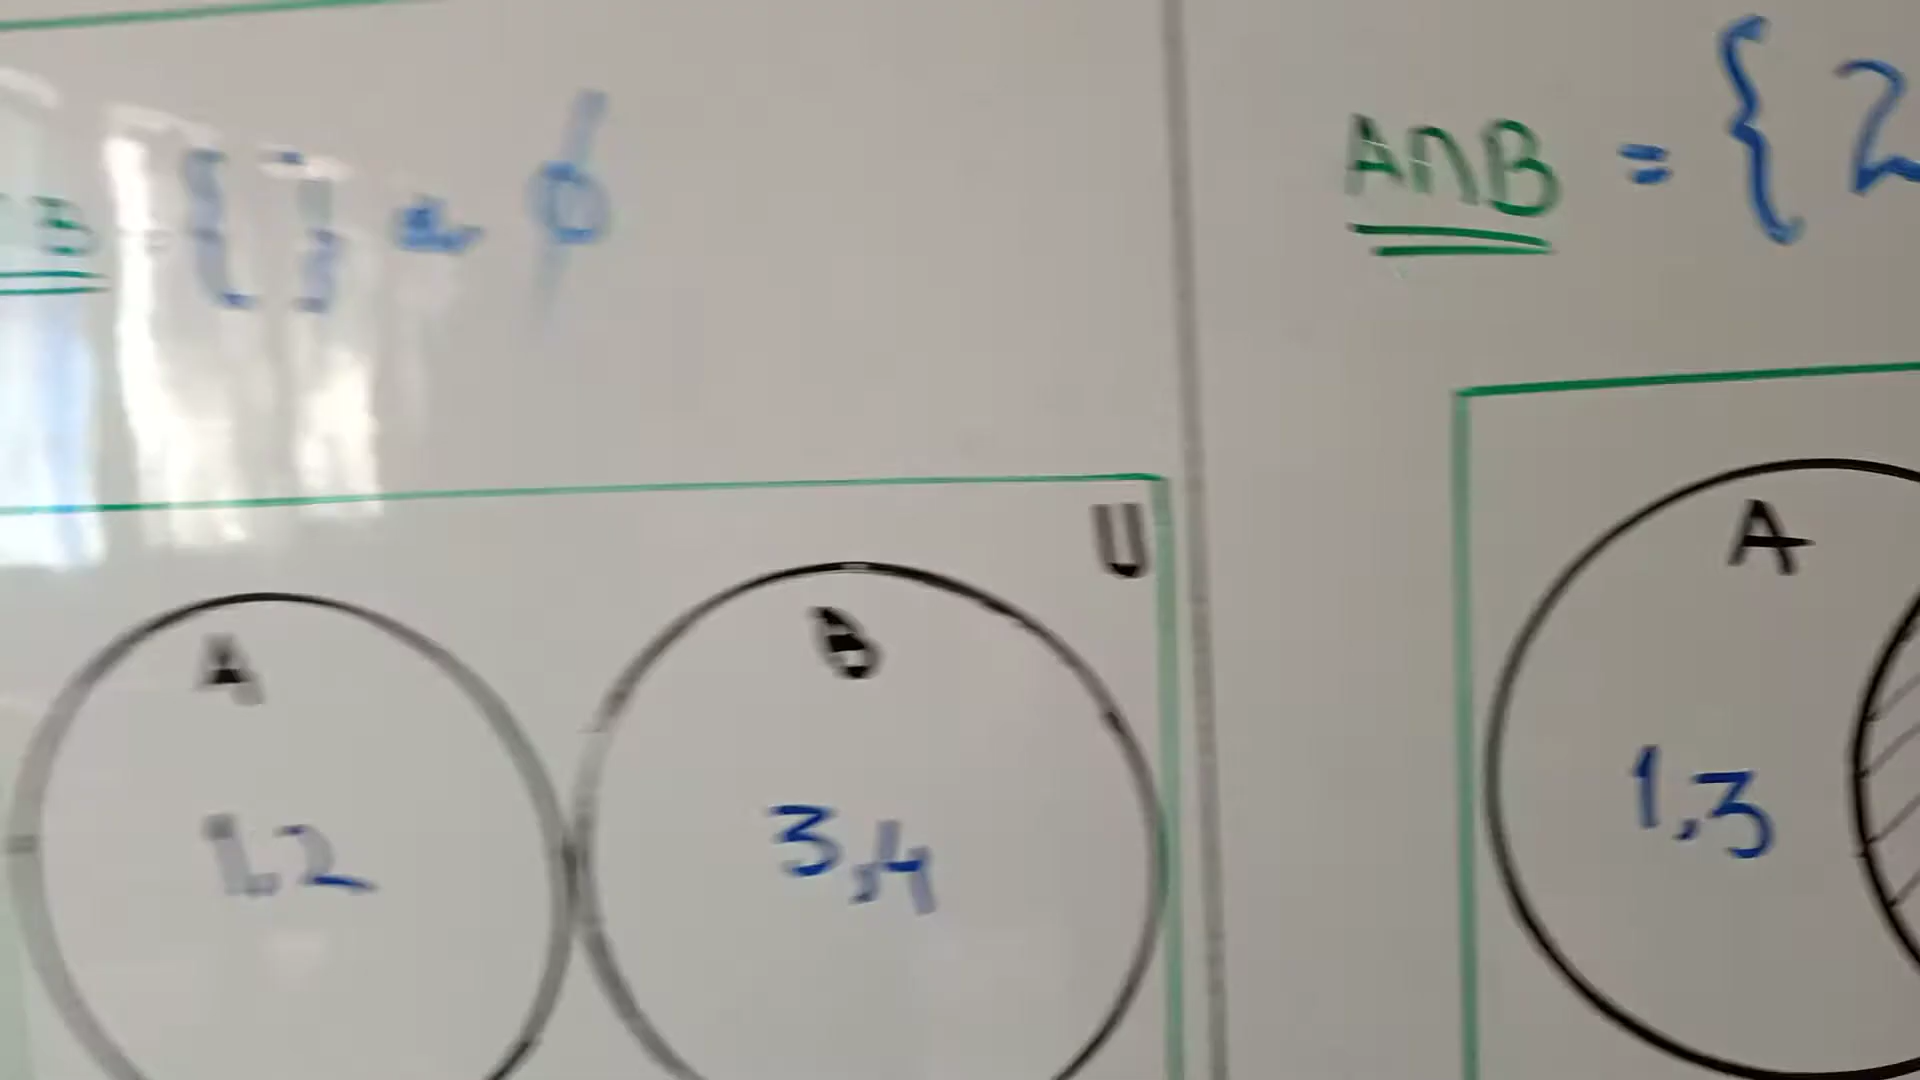 B = { } = ∅
A∩B = { 2
U
A
B
1,2
3,4
A
1,3